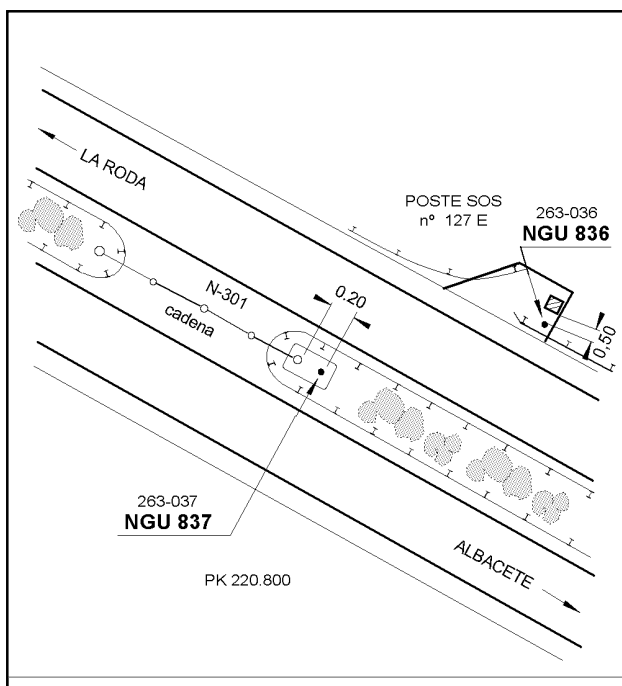 LA RODA
POSTE SOS
nº 127 E
263-036
NGU 836
N-301
cadena
0.20
0,50
263-037
NGU 837
ALBACETE
PK 220.800